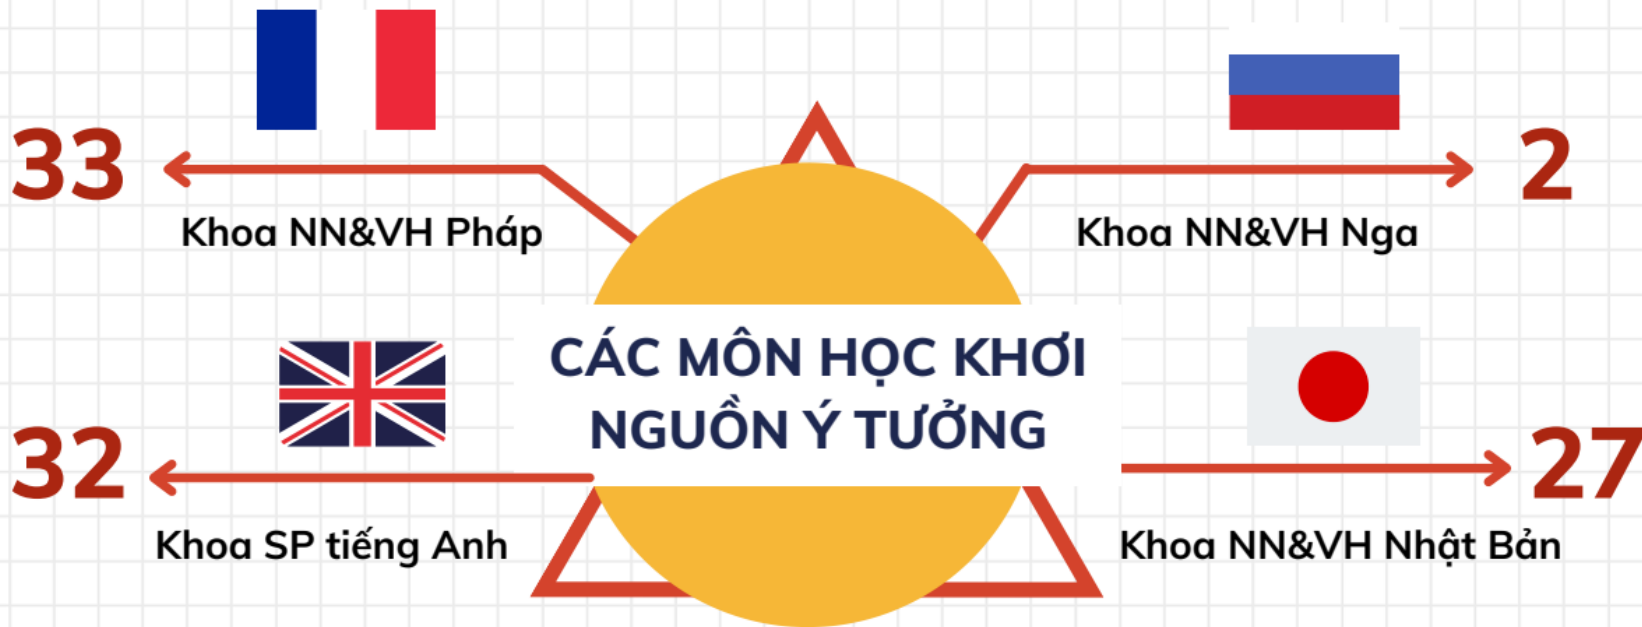 33
Khoa NN&VH Pháp
2
Khoa NN&VH Nga
CÁC MÔN HỌC KHƠI
NGUỒN Ý TƯỞNG
32
Khoa SP tiếng Anh
27
Khoa NN&VH Nhật Bản